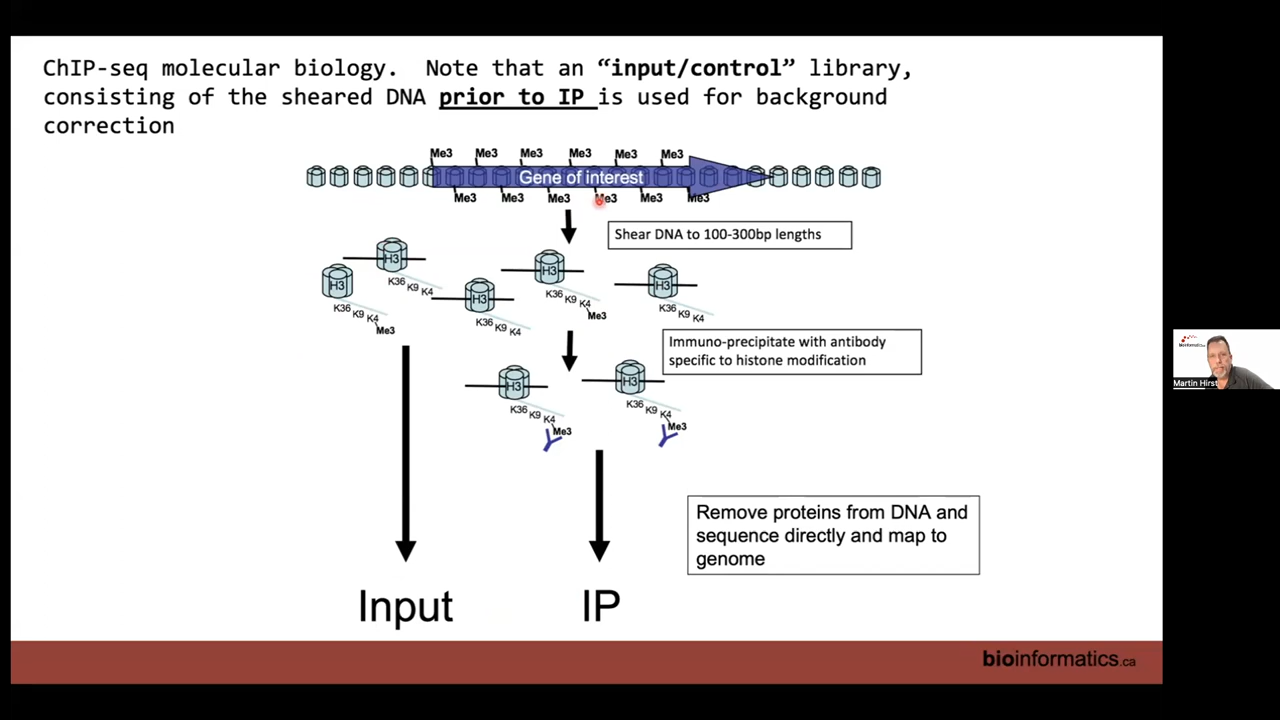 ChIP-seq molecular biology. Note that an “input/control” library,
consisting of the sheared DNA prior to IP is used for background
correction
Me3 Me3 Me3 Me3 Me3 Me3
Gene of interest
Me3 Me3 Me3 Me3 Me3 Me3
Shear DNA to 100-300bp lengths
H3
K36 K9 K4
H3
K36 K9 K4
Me3
H3
K36 K9 K4
H3
K36 K9 K4
Me3
H3
K36 K9 K4
Immuno-precipitate with antibody
specific to histone modification
H3
K36 K9 K4
Me3
H3
K36 K9 K4
Me3
Remove proteins from DNA and
sequence directly and map to
genome
Input
IP
bioinformatics.ca
bioinformatics.ca
Martin Hirst